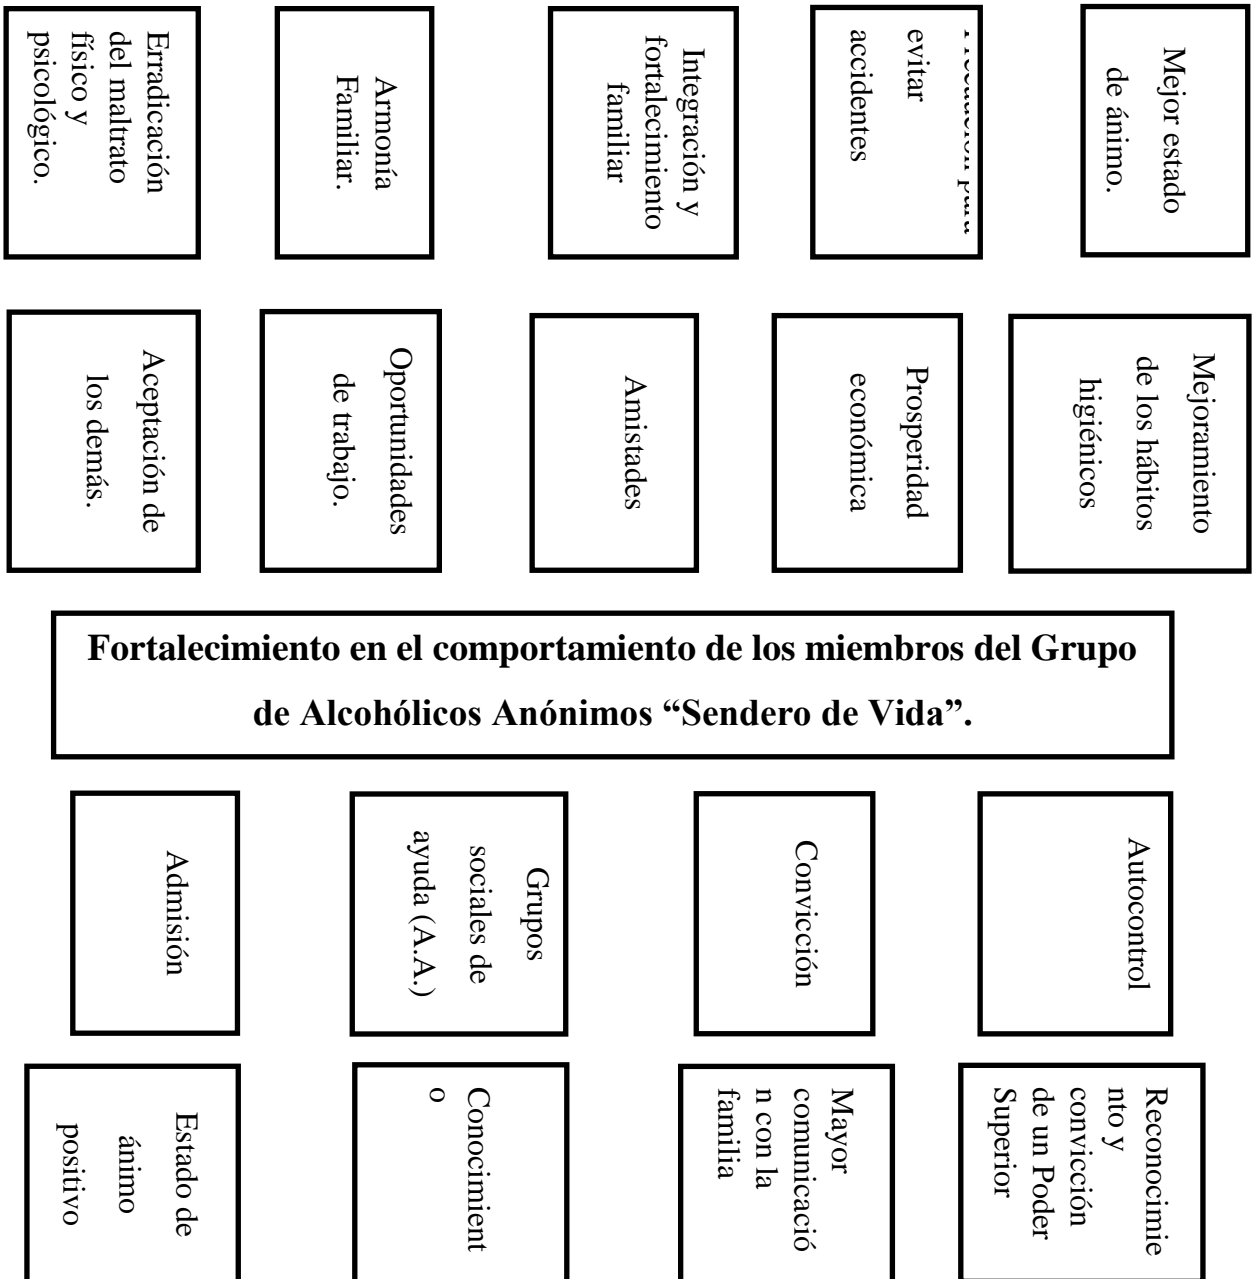 Erradicación
del maltrato
físico y
psicológico.
Armonía
Familiar.
Integración y
fortalecimiento
familiar
para
evitar
accidentes
Mejor estado
de ánimo.
Aceptación de
los demás.
Oportunidades
de trabajo.
Amistades
Prosperidad
económica
Mejoramiento
de los hábitos
higiénicos
Fortalecimiento en el comportamiento de los miembros del Grupo
de Alcohólicos Anónimos “Sendero de Vida”.
Admisión
Grupos
sociales de
ayuda (A.A.)
Convicción
Autocontrol
Estado de
ánimo
positivo
Conocimient
o
Mayor
comunicació
n con la
familia
Reconocimie
nto y
convicción
de un Poder
Superior